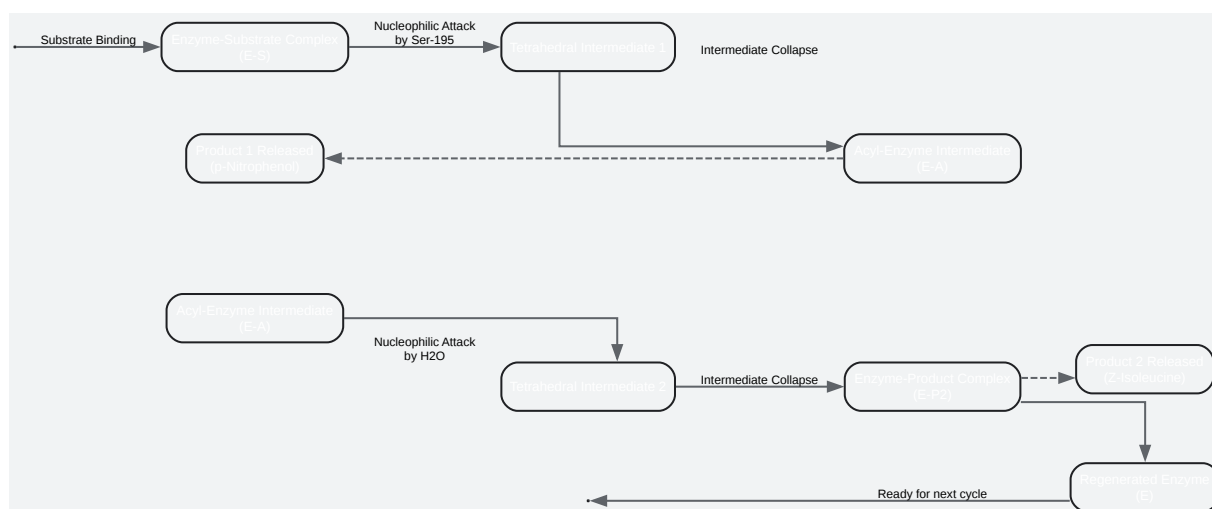 Substrate Binding
Enzyme-Substrate Complex
(E-S)
Nucleophilic Attack
by Ser-195
Tetrahedral Intermediate 1
Intermediate Collapse
Product 1 Released
(p-Nitrophenol)
Acyl-Enzyme Intermediate
(E-A)
Acyl-Enzyme Intermediate
(E-A)
Nucleophilic Attack
by H2O
Tetrahedral Intermediate 2
Intermediate Collapse
Enzyme-Product Complex
(E-P2)
Product 2 Released
(Z-Isoleucine)
Regenerated Enzyme
(E)
Ready for next cycle